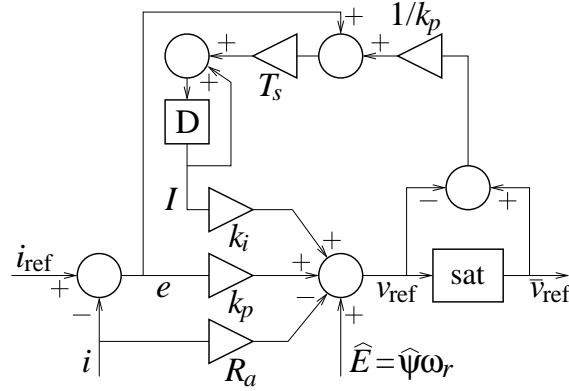 1/k_p
+ + +
+ T_s
D
− +
I
k_i +
i_ref + e k_p + v_ref sat v̄_ref
− −
i R_a + Ê = ψ̂ω_r